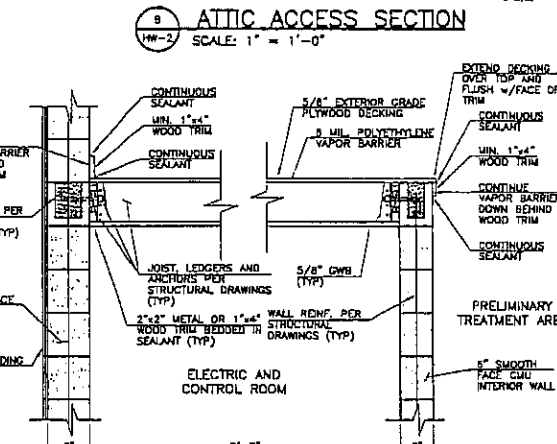 B
HW-2
ATTIC ACCESS SECTION
SCALE: 1" = 1'-0"
CONTINUOUS
SEALANT
MIN. 1"x4"
WOOD TRIM
CONTINUOUS
SEALANT
5/8" EXTERIOR GRADE
PLYWOOD DECKING
6 MIL. POLYETHYLENE
VAPOR BARRIER
EXTEND DECKING
OVER TOP AND
FLUSH w/FACE OF
TRIM
CONTINUOUS
SEALANT
MIN. 1"x4"
WOOD TRIM
CONTINUE
VAPOR BARRIER
DOWN BEHIND
WOOD TRIM
CONTINUOUS
SEALANT
PER
JOIST, LEDGERS AND
ANCHORS PER
STRUCTURAL DRAWINGS
(TYP)
5/8" GWB
(TYP)
2"x2" METAL OR 1"x4"
WOOD TRIM BEDDED IN
SEALANT (TYP)
WALL REINF. PER
STRUCTURAL
DRAWINGS (TYP)
PRELIMINARY
TREATMENT
ELECTRIC AND
CONTROL ROOM
SMOOTH
FACE CMU
INTERIOR WALL